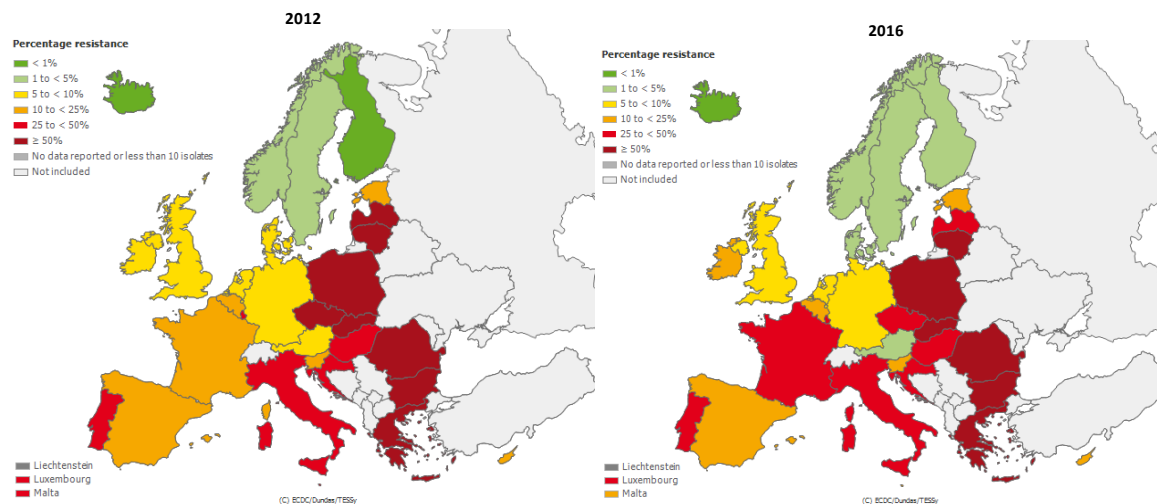 2012
Percentage resistance
< 1%
1 to < 5%
5 to < 10%
10 to < 25%
25 to < 50%
≥ 50%
No data reported or less than 10 isolates
Not included
Liechtenstein
Luxembourg
Malta
(C) ECDC/Dundas/TESSy
2016
Percentage resistance
< 1%
1 to < 5%
5 to < 10%
10 to < 25%
25 to < 50%
≥ 50%
No data reported or less than 10 isolates
Not included
Liechtenstein
Luxembourg
Malta
(C) ECDC/Dundas/TESSy